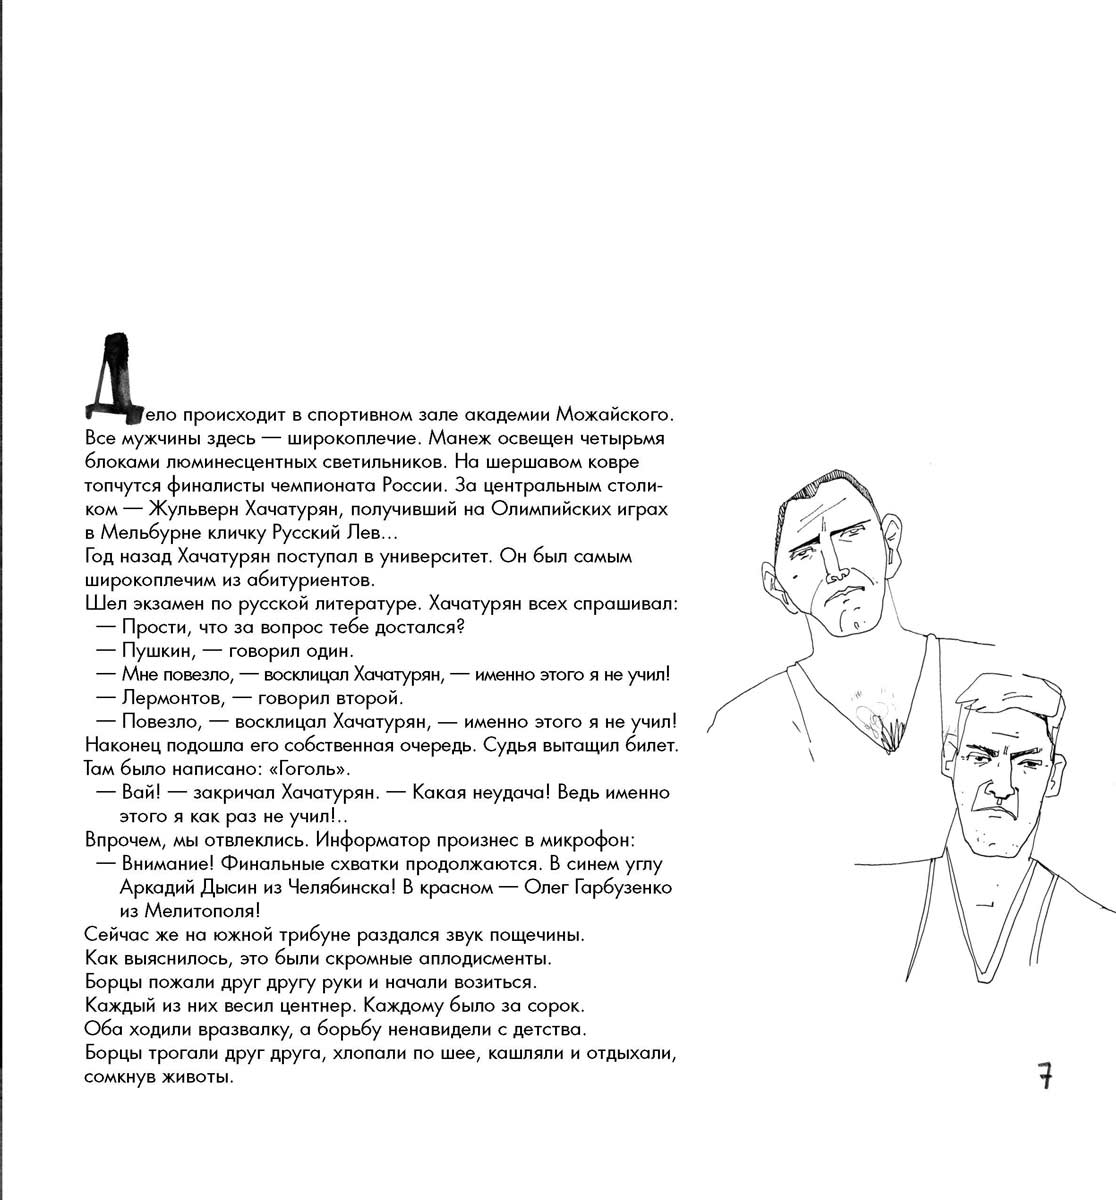 Дело происходит в спортивном зале академии Можайского.
Все мужчины здесь — широкоплечие. Манеж освещен четырьмя
блоками люминесцентных светильников. На шершавом ковре
топчутся финалисты чемпионата России. За центральным столи-
ком — Жульверн Хачатурян, получивший на Олимпийских играх
в Мельбурне кличку Русский Лев...
Год назад Хачатурян поступал в университет. Он был самым
широкоплечим из абитуриентов.
Шел экзамен по русской литературе. Хачатурян всех спрашивал:
— Прости, что за вопрос тебе достался?
— Пушкин, — говорил один.
— Мне повезло, — восклицал Хачатурян, — именно этого я не учил!
— Лермонтов, — говорил второй.
— Повезло, — восклицал Хачатурян, — именно этого я не учил!
Наконец подошла его собственная очередь. Судья вытащил билет.
Там было написано: «Гоголь».
— Вай! — закричал Хачатурян. — Какая неудача! Ведь именно
этого я как раз не учил!..
Впрочем, мы отвлеклись. Информатор произнес в микрофон:
— Внимание! Финальные схватки продолжаются. В синем углу
Аркадий Дысин из Челябинска! В красном — Олег Гарбузенко
из Мелитополя!
Сейчас же на южной трибуне раздался звук пощечины.
Как выяснилось, это были скромные аплодисменты.
Борцы пожали друг другу руки и начали возиться.
Каждый из них весил центнер. Каждому было за сорок.
Оба ходили вразвалку, а борьбу ненавидели с детства.
Борцы трогали друг друга, хлопали по шее, кашляли и отдыхали,
сомкнув животы.
7